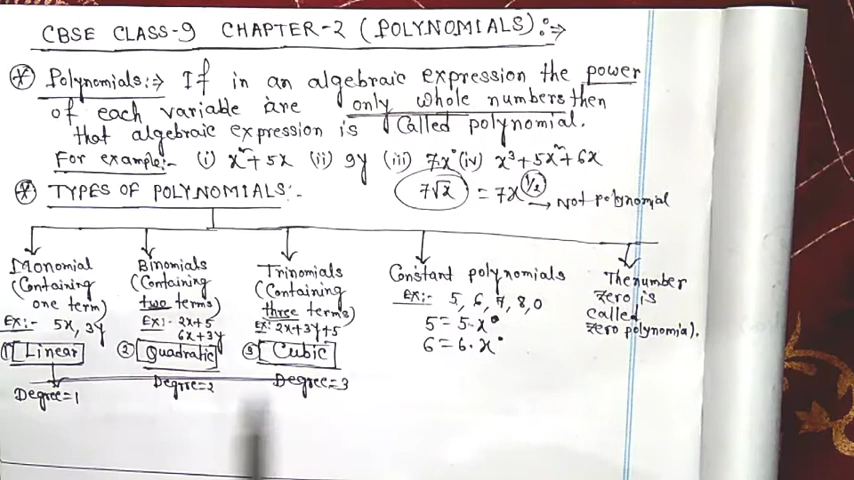 CBSE CLASS-9 CHAPTER-2 (POLYNOMIALS):→
Polynomials:→ If in an algebraic expression the power
of each variable are only whole numbers then
that algebraic expression is called polynomial.
For example:- (i) x²+5x (ii) 9y (iii) 7x° (iv) x³+5x²+6x
TYPES OF POLYNOMIALS:-
7√x = 7x^(1/2) → Not polynomial
Monomial
(Containing
one term)
Ex:- 5x, 3y
Binomials
(Containing
two terms)
Ex:- 2x+5
6x+3y
Trinomials
(Containing
three terms)
Ex:- 2x+3y+5
Constant polynomials
Ex:- 5, 6, 7, 8, 0
5 = 5·x°
6 = 6·x°
The number
zero is
called
zero polynomial.
① Linear
② Quadratic
③ Cubic
Degree=1
Degree=2
Degree=3